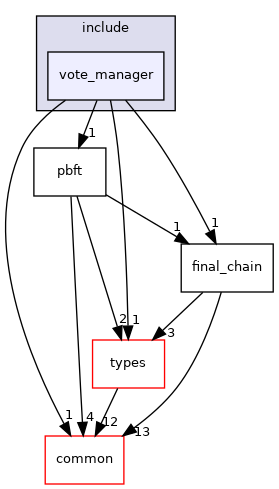 include
vote_manager
1
pbft
1
1
final_chain
2
1
3
types
1
4
12
13
common